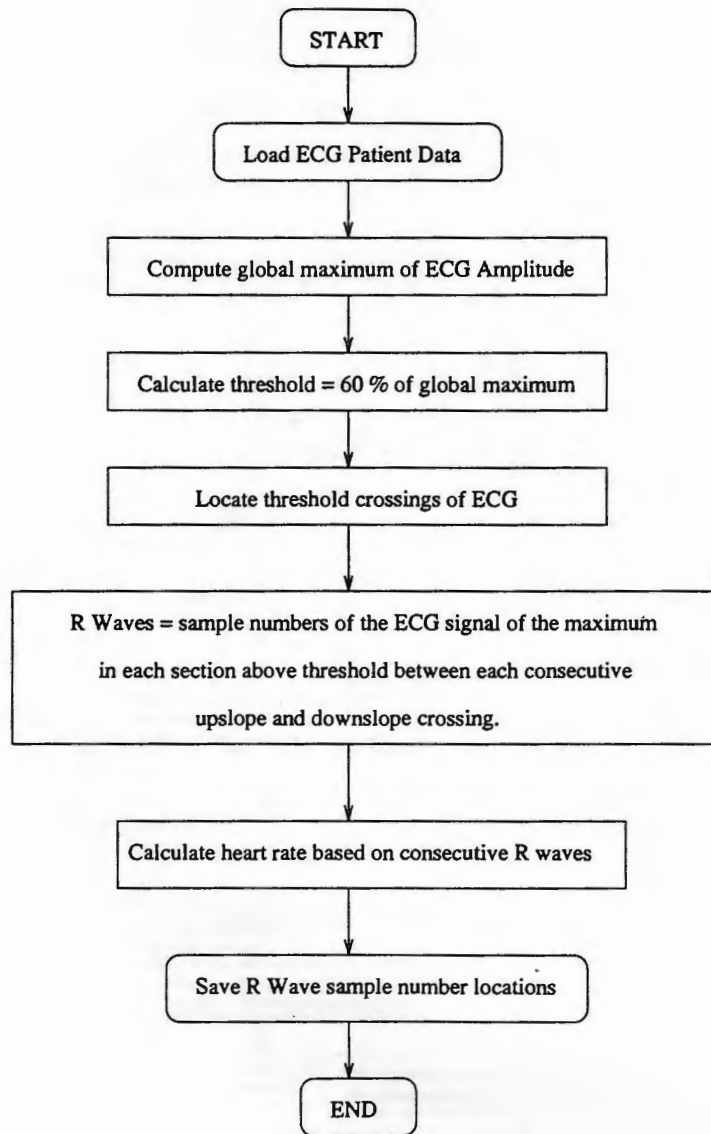 START
Load ECG Patient Data
Compute global maximum of ECG Amplitude
Calculate threshold = 60 % of global maximum
Locate threshold crossings of ECG
R Waves = sample numbers of the ECG signal of the maximum
in each section above threshold between each consecutive
upslope and downslope crossing.
Calculate heart rate based on consecutive R waves
Save R Wave sample number locations
END